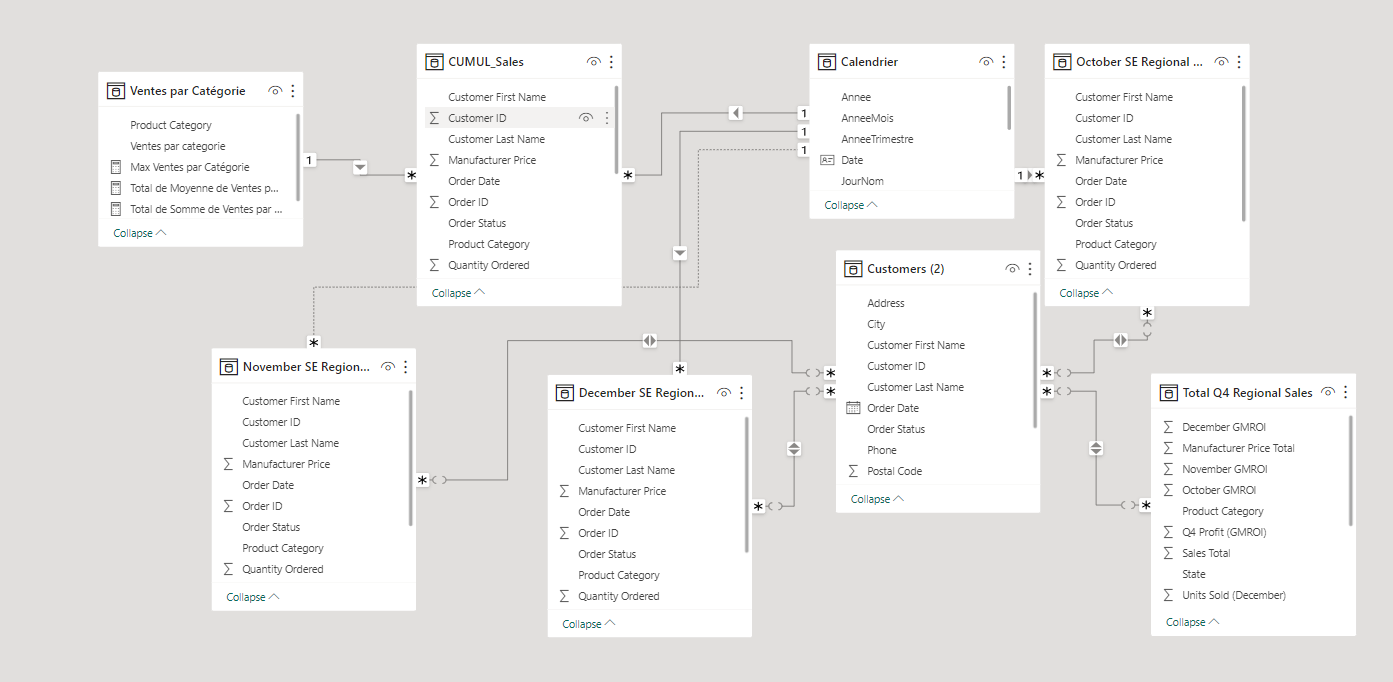 Ventes par Catégorie
Product Category
Ventes par categorie
Max Ventes par Catégorie
Total de Moyenne de Ventes p...
Total de Somme de Ventes par ...
Collapse
1
*
CUMUL_Sales
Customer First Name
Customer ID
Customer Last Name
Manufacturer Price
Order Date
Order ID
Order Status
Product Category
Quantity Ordered
Collapse
*
1
1
1
Calendrier
Annee
AnneeMois
AnneeTrimestre
Date
JourNom
Collapse
1
*
October SE Regional ...
Customer First Name
Customer ID
Customer Last Name
Manufacturer Price
Order Date
Order ID
Order Status
Product Category
Quantity Ordered
Collapse
*
*
November SE Region...
Customer First Name
Customer ID
Customer Last Name
Manufacturer Price
Order Date
Order ID
Order Status
Product Category
Quantity Ordered
Collapse
*
*
December SE Region...
Customer First Name
Customer ID
Customer Last Name
Manufacturer Price
Order Date
Order ID
Order Status
Product Category
Quantity Ordered
Collapse
*
*
*
Customers (2)
Address
City
Customer First Name
Customer ID
Customer Last Name
Order Date
Order Status
Phone
Postal Code
Collapse
*
*
*
Total Q4 Regional Sales
December GMROI
Manufacturer Price Total
November GMROI
October GMROI
Product Category
Q4 Profit (GMROI)
Sales Total
State
Units Sold (December)
Collapse